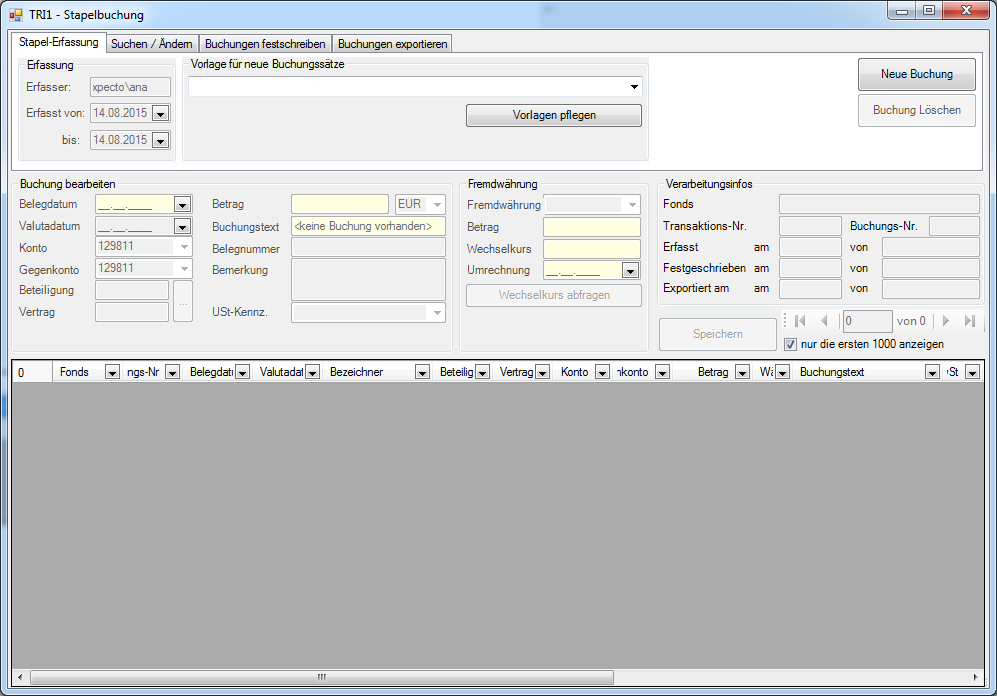 TRI1 - Stapelbuchung
Stapel-Erfassung Suchen / Ändern Buchungen festschreiben Buchungen exportieren
Erfassung
Erfasser: xpecto\ana
Erfasst von: 14.08.2015
bis: 14.08.2015
Vorlage für neue Buchungssätze
Vorlagen pflegen
Neue Buchung
Buchung Löschen
Buchung bearbeiten
Belegdatum __.__.____
Valutadatum __.__.____
Konto 129811
Gegenkonto 129811
Beteiligung
Vertrag
...
Betrag EUR
Buchungstext <keine Buchung vorhanden>
Belegnummer
Bemerkung
USt-Kennz.
Fremdwährung
Fremdwährung
Betrag
Wechselkurs
Umrechnung __.__.____
Wechselkurs abfragen
Verarbeitungsinfos
Fonds
Transaktions-Nr. Buchungs-Nr.
Erfasst am von
Festgeschrieben am von
Exportiert am am von
Speichern
0 von 0
nur die ersten 1000 anzeigen
0 Fonds ngs-Nr Belegdatu Valutadat Bezeichner Beteilig Vertrag Konto nkonto Betrag Wä Buchungstext St